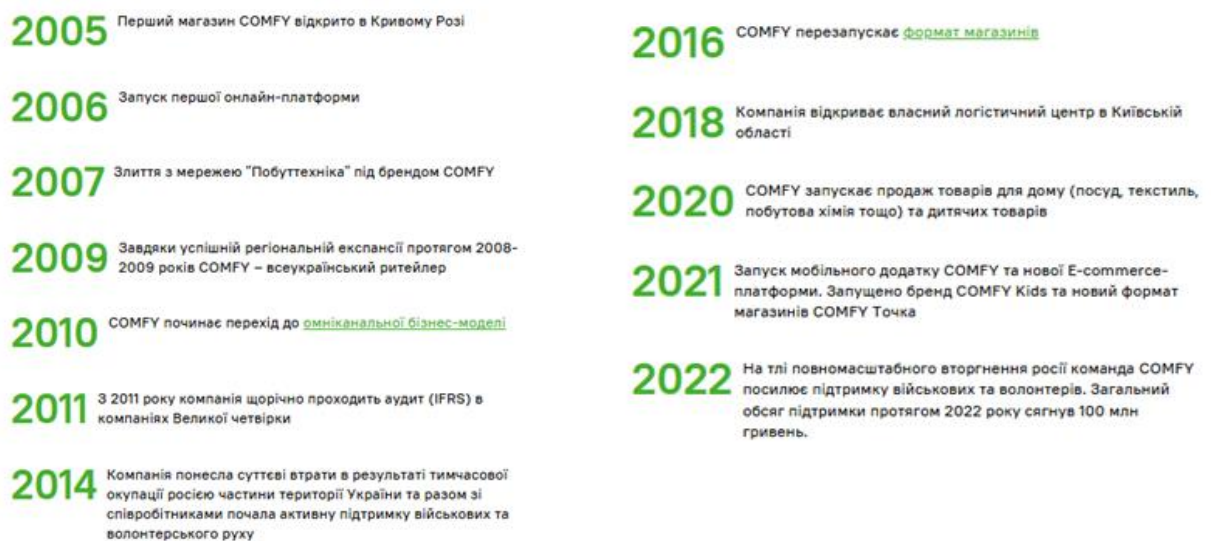 2005 Перший магазин COMFY відкрито в Кривому Розі
2006 Запуск першої онлайн-платформи
2007 Злиття з мережею "Побуттехніка" під брендом COMFY
2009 Завдяки успішній регіональній експансії протягом 2008-
2009 років COMFY – всеукраїнський ритейлер
2010 COMFY починає перехід до омніканальної бізнес-моделі
2011 З 2011 року компанія щорічно проходить аудит (IFRS) в
компаніях Великої четвірки
2014 Компанія понесла суттєві втрати в результаті тимчасової
окупації росією частини території України та разом зі
співробітниками почала активну підтримку військових та
волонтерського руху
2016 COMFY перезапускає формат магазинів
2018 Компанія відкриває власний логістичний центр в Київській
області
2020 COMFY запускає продаж товарів для дому (посуд, текстиль,
побутова хімія тощо) та дитячих товарів
2021 Запуск мобільного додатку COMFY та нової E-commerce-
платформи. Запущено бренд COMFY Kids та новий формат
магазинів COMFY Точка
2022 На тлі повномасштабного вторгнення росії команда COMFY
посилює підтримку військових та волонтерів. Загальний
обсяг підтримки протягом 2022 року сягнув 100 млн
гривень.